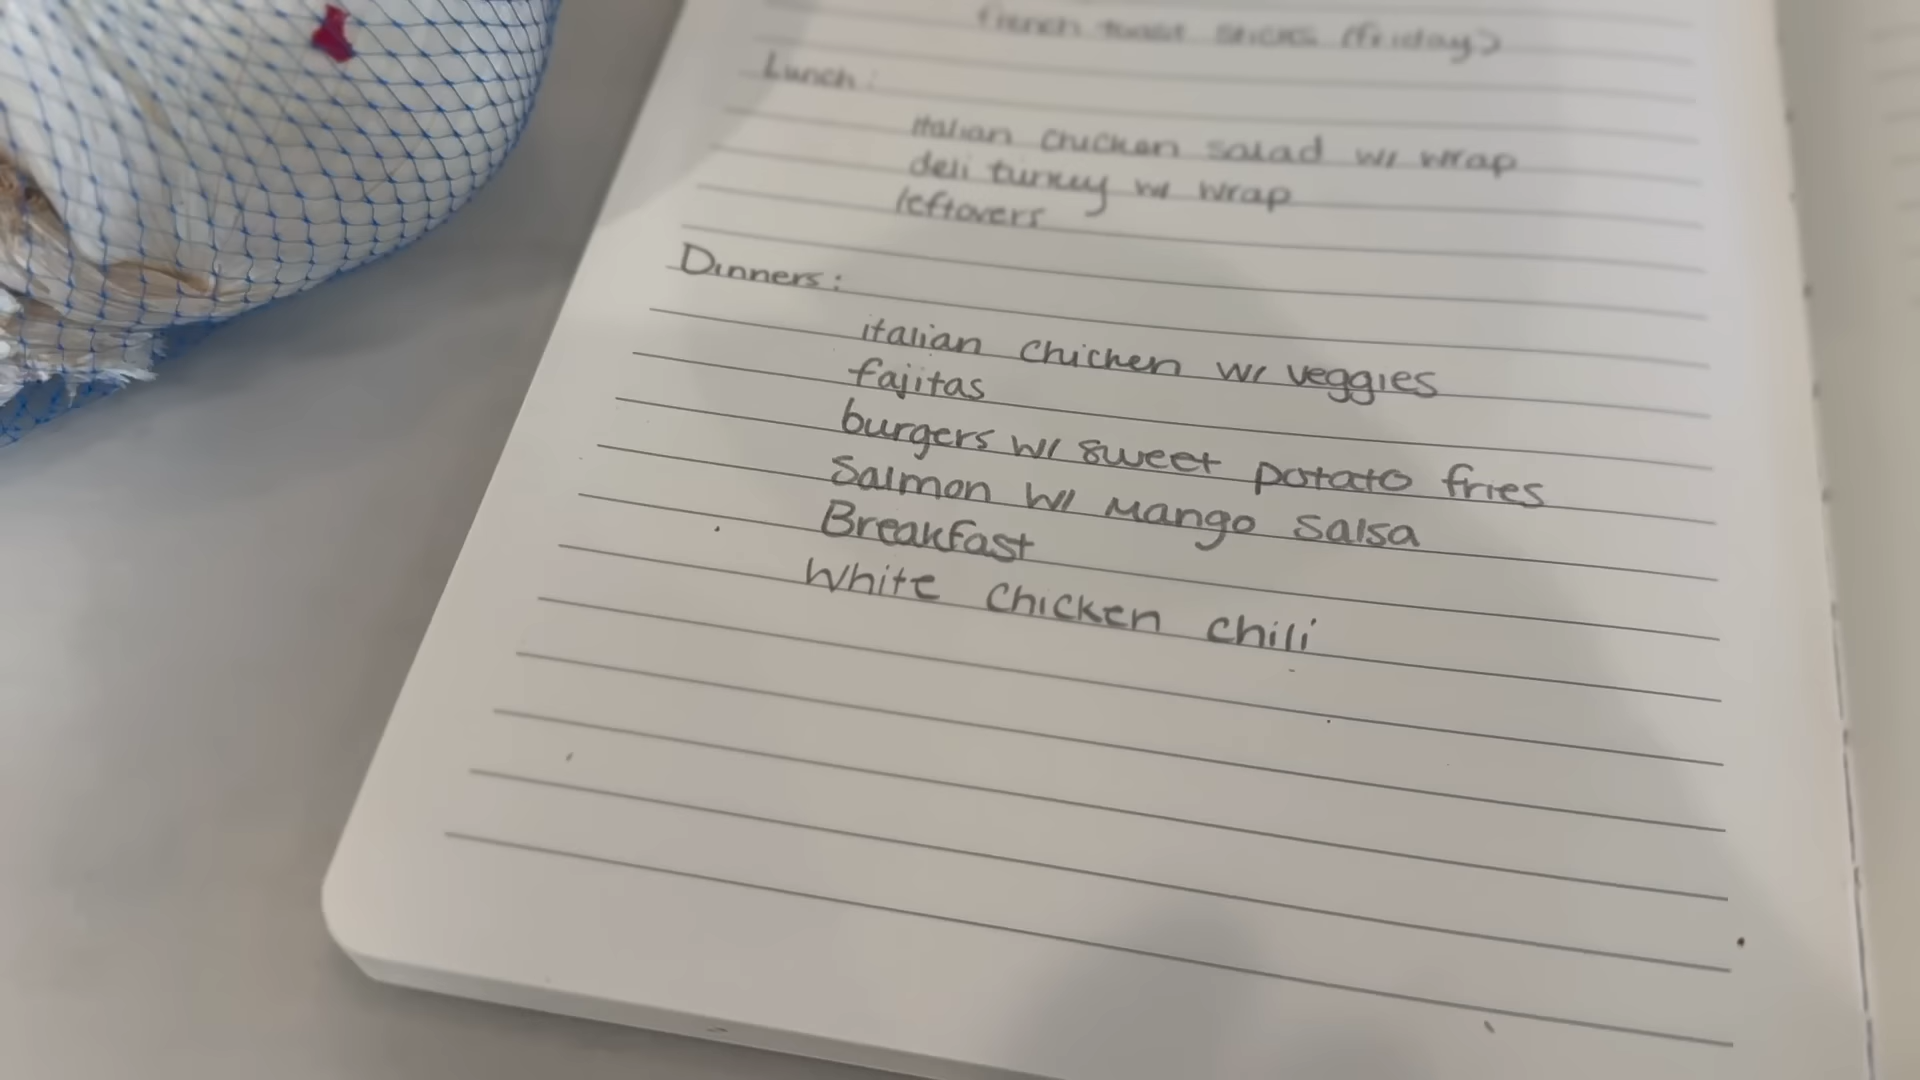 french toast sticks (friday)
Lunch:
italian chicken salad w/ wrap
deli turkey w/ wrap
leftovers
Dinners:
italian chicken w/ veggies
fajitas
burgers w/ sweet potato fries
Salmon w/ Mango Salsa
Breakfast
White Chicken Chili